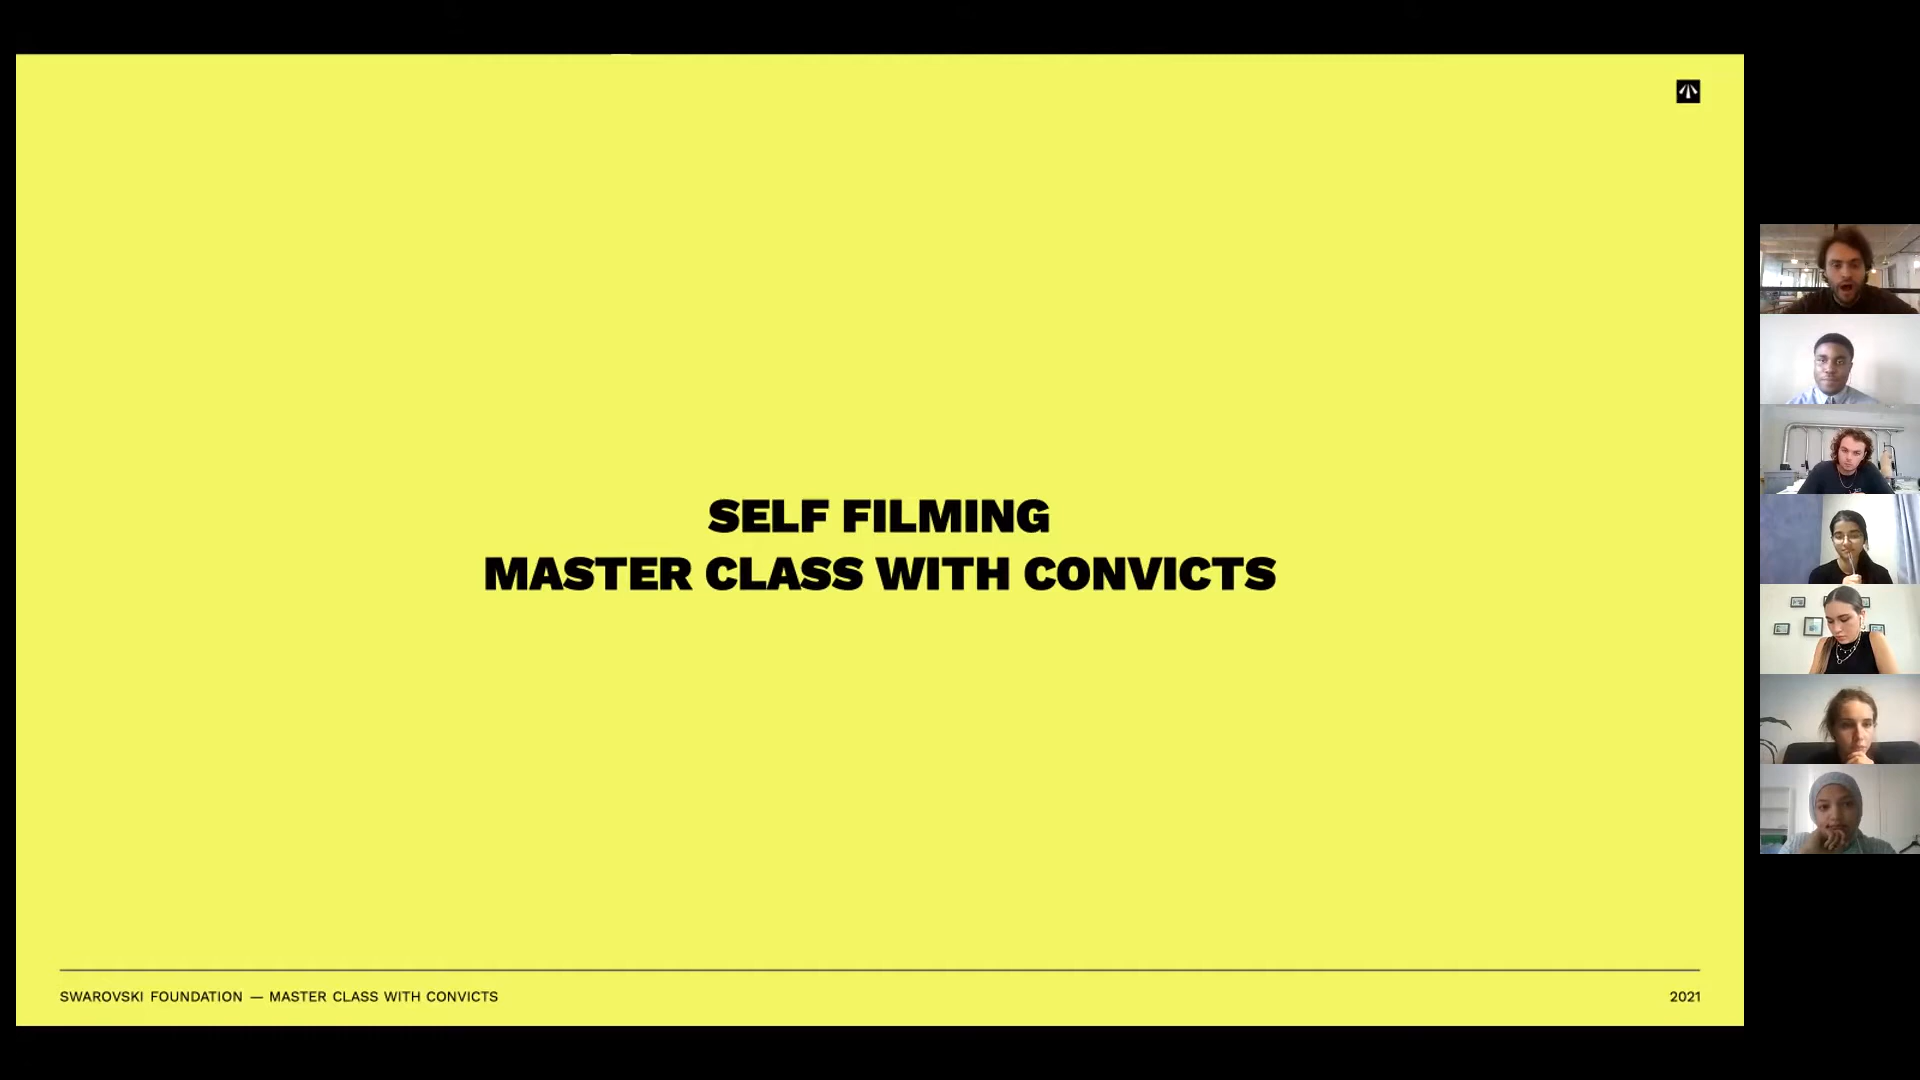 SELF FILMING
MASTER CLASS WITH CONVICTS
SWAROVSKI FOUNDATION — MASTER CLASS WITH CONVICTS
2021